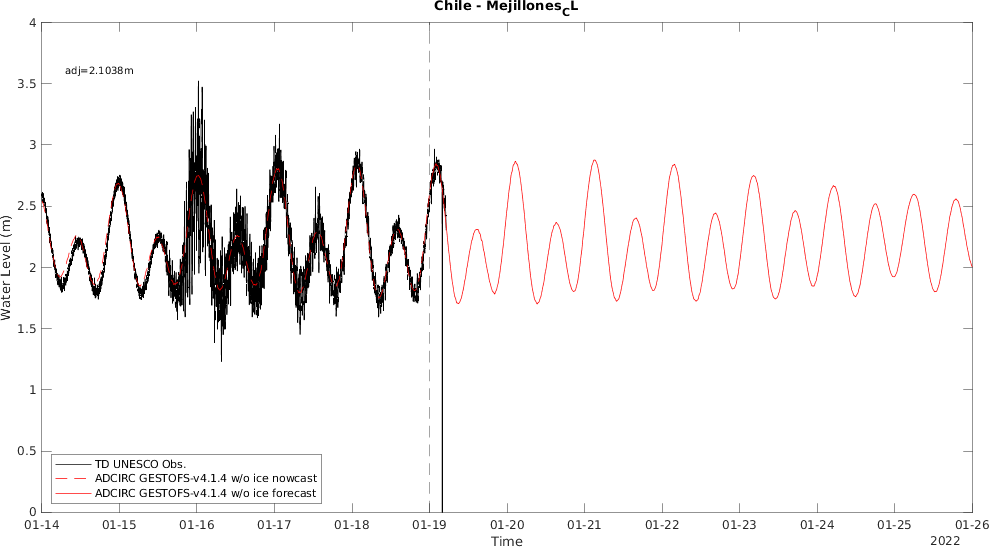 Chile - Mejillones_CL
adj=2.1038m
Water Level (m)
4
3.5
3
2.5
2
1.5
1
0.5
0
TD UNESCO Obs.
ADCIRC GESTOFS-v4.1.4 w/o ice nowcast
ADCIRC GESTOFS-v4.1.4 w/o ice forecast
01-14 01-15 01-16 01-17 01-18 01-19 01-20 01-21 01-22 01-23 01-24 01-25 01-26
Time
2022